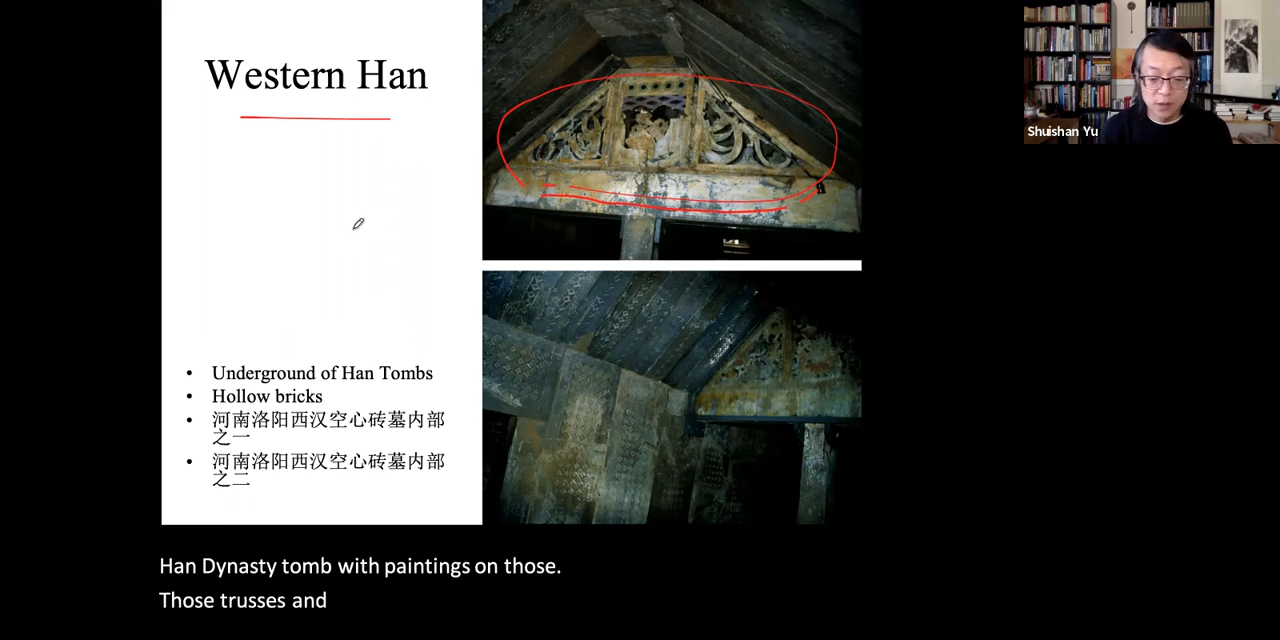 Western Han
Shuishan Yu
• Underground of Han Tombs
• Hollow bricks
• 河南洛阳西汉空心砖墓内部
之一
• 河南洛阳西汉空心砖墓内部
之二
Han Dynasty tomb with paintings on those.
Those trusses and